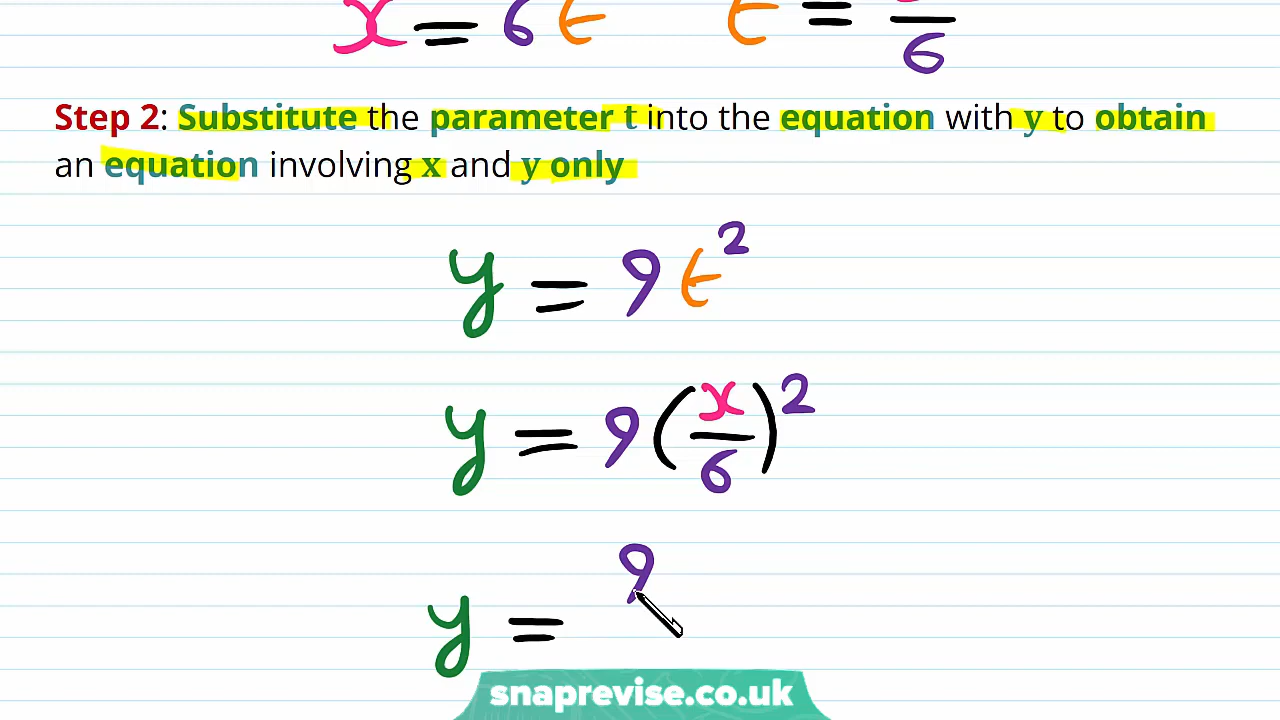 x = 6t t = x/6
Step 2: Substitute the parameter t into the equation with y to obtain
an equation involving x and y only
y = 9t²
y = 9(x/6)²
y = 9
snaprevise.co.uk